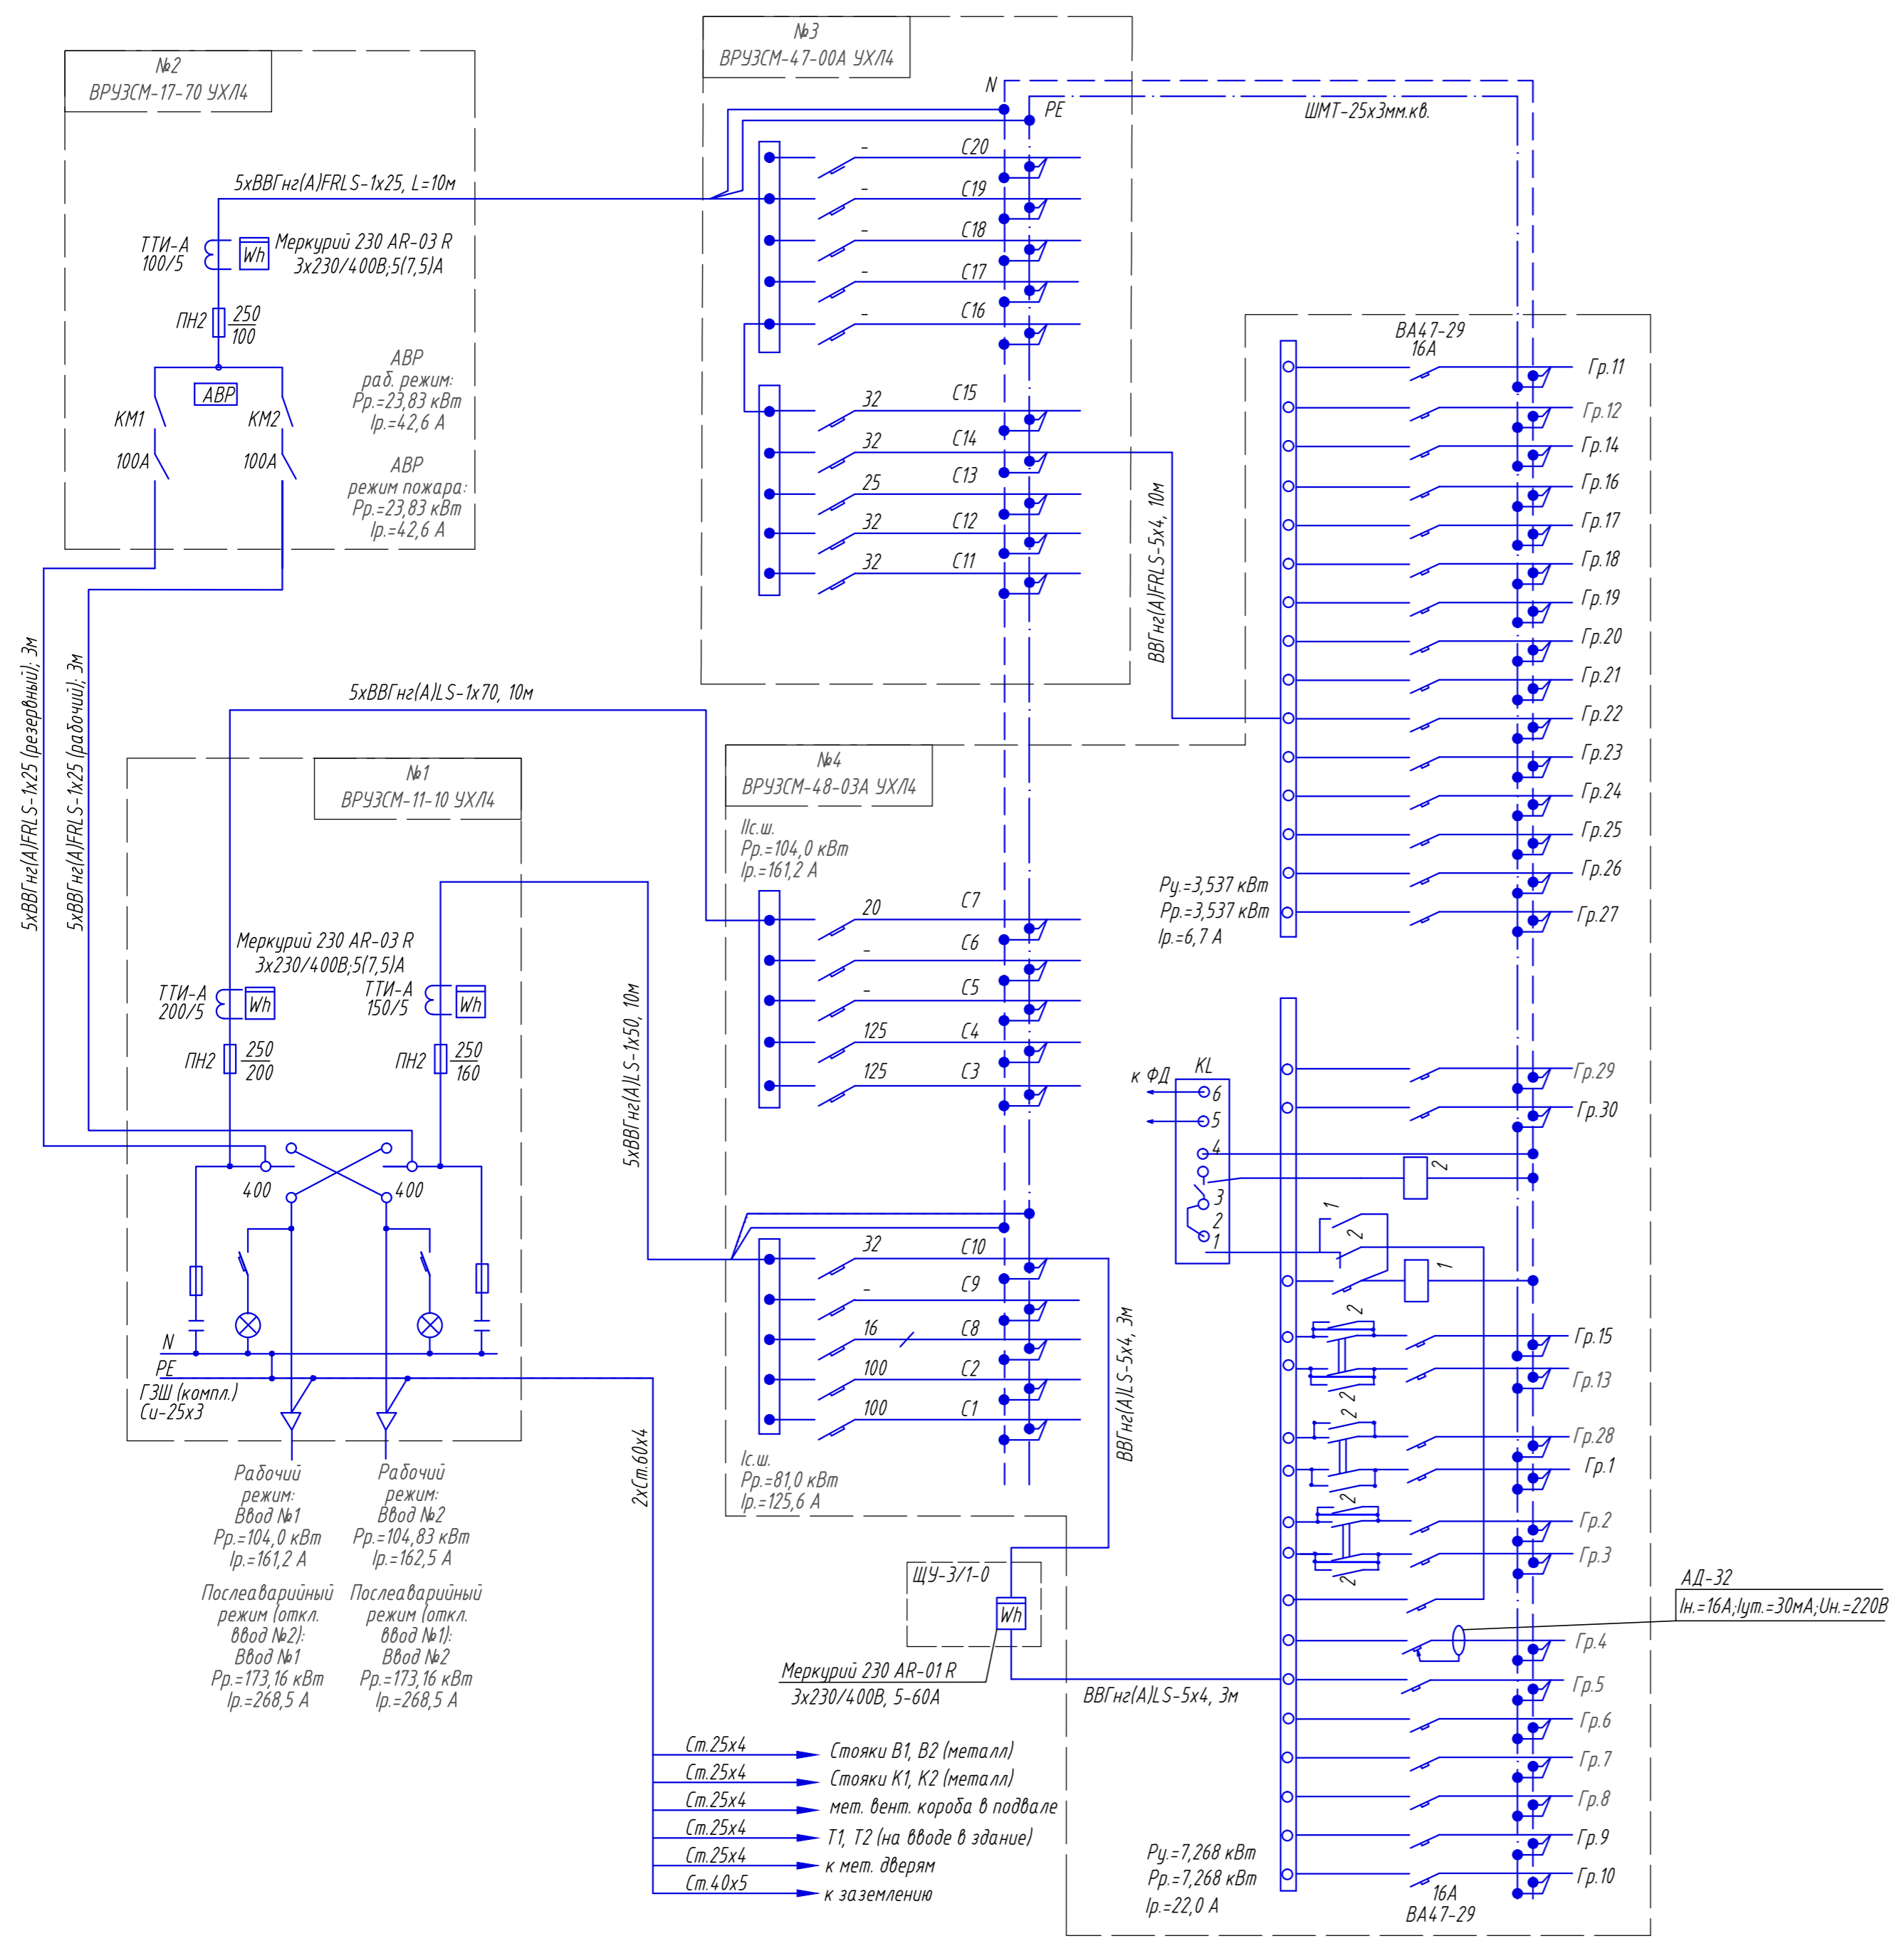 №2
ВРУ3СМ-17-70 УХЛ4
5хВВГнг(А)FRLS-1х25, L=10м
ТТИ-А
100/5
Wh
Меркурий 230 AR-03 R
3х230/400В;5(7,5)А
ПН2
250
100
АВР
КМ1
КМ2
100А
100А
АВР
раб. режим:
Рр.=23,83 кВт
Iр.=42,6 А
АВР
режим пожара:
Рр.=23,83 кВт
Iр.=42,6 А
5хВВГнг(А)FRLS-1х25 (резервный); 3м
5хВВГнг(А)FRLS-1х25 (рабочий); 3м
№3
ВРУ3СМ-47-00А УХЛ4
N
PE
ШМТ-25х3мм.кв.
- С20
- С19
- С18
- С17
- С16
32 С15
32 С14
25 С13
32 С12
32 С11
ВВГнг(А)FRLS-5х4, 10м
5хВВГнг(А)LS-1х70, 10м
№1
ВРУ3СМ-11-10 УХЛ4
Меркурий 230 AR-03 R
3х230/400В;5(7,5)А
ТТИ-А
200/5
Wh
ТТИ-А
150/5
Wh
ПН2
250
200
ПН2
250
160
400
400
N
PE
ГЗШ (компл.)
Cu-25х3
5хВВГнг(А)LS-1х50, 10м
Рабочий
режим:
Ввод №1
Рр.=104,0 кВт
Iр.=161,2 А
Послеаварийный
режим (откл.
ввод №2):
Ввод №1
Рр.=173,16 кВт
Iр.=268,5 А
Рабочий
режим:
Ввод №2
Рр.=104,83 кВт
Iр.=162,5 А
Послеаварийный
режим (откл.
ввод №1):
Ввод №2
Рр.=173,16 кВт
Iр.=268,5 А
№4
ВРУ3СМ-48-03А УХЛ4
IIс.ш.
Рр.=104,0 кВт
Iр.=161,2 А
20 С7
- С6
- С5
125 С4
125 С3
32 С10
- С9
16 С8
100 С2
100 С1
Iс.ш.
Рр.=81,0 кВт
Iр.=125,6 А
ВВГнг(А)LS-5х4, 3м
2хСт.60х4
ЩУ-3/1-0
Wh
Меркурий 230 AR-01 R
3х230/400В, 5-60А
ВВГнг(А)LS-5х4, 3м
Ст.25х4 Стояки В1, В2 (металл)
Ст.25х4 Стояки К1, К2 (металл)
Ст.25х4 мет. вент. короба в подвале
Ст.25х4 Т1, Т2 (на вводе в здание)
Ст.25х4 к мет. дверям
Ст.40х5 к заземлению
ВА47-29
16А
Гр.11
Гр.12
Гр.14
Гр.16
Гр.17
Гр.18
Гр.19
Гр.20
Гр.21
Гр.22
Гр.23
Гр.24
Гр.25
Гр.26
Гр.27
Ру.=3,537 кВт
Рр.=3,537 кВт
Iр.=6,7 А
к ФД
KL
6
5
4
3
2
1
Гр.29
Гр.30
2
1
2
1
2
Гр.15
Гр.13
2
2
Гр.28
Гр.1
2
Гр.2
Гр.3
2
АД-32
Iн.=16А;Iут.=30мА;Uн.=220В
Гр.4
Гр.5
Гр.6
Гр.7
Гр.8
Гр.9
Гр.10
Ру.=7,268 кВт
Рр.=7,268 кВт
Iр.=22,0 А
16А
ВА47-29